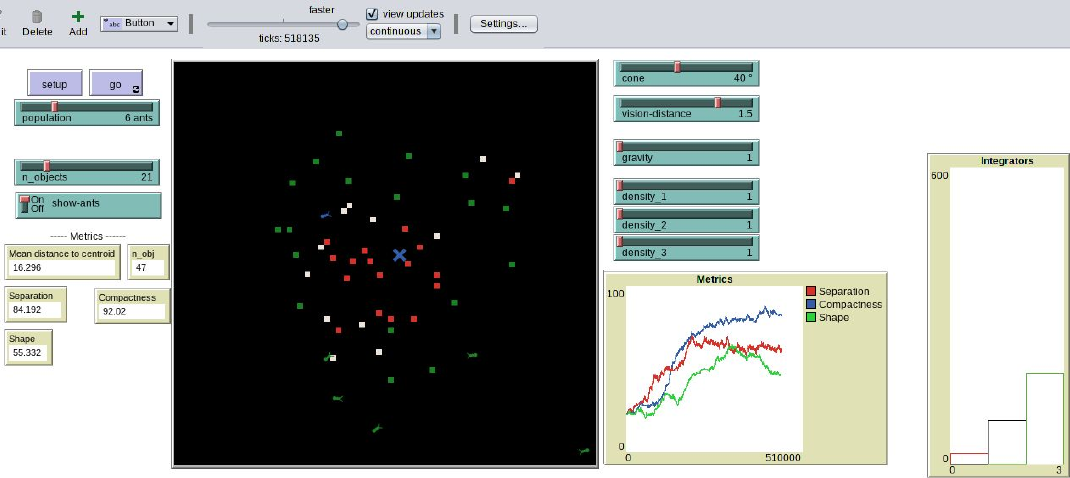 it
Delete
Add
abc Button
faster
ticks: 518135
view updates
continuous
Settings...
setup
go
population 6 ants
n_objects 21
On
Off
show-ants
----- Metrics ------
Mean distance to centroid
16.296
n_obj
47
Separation
84.192
Compactness
92.02
Shape
55.332
cone 40 °
vision-distance 1.5
gravity 1
density_1 1
density_2 1
density_3 1
Metrics
100
0
0 510000
Separation
Compactness
Shape
Integrators
600
0
0 3